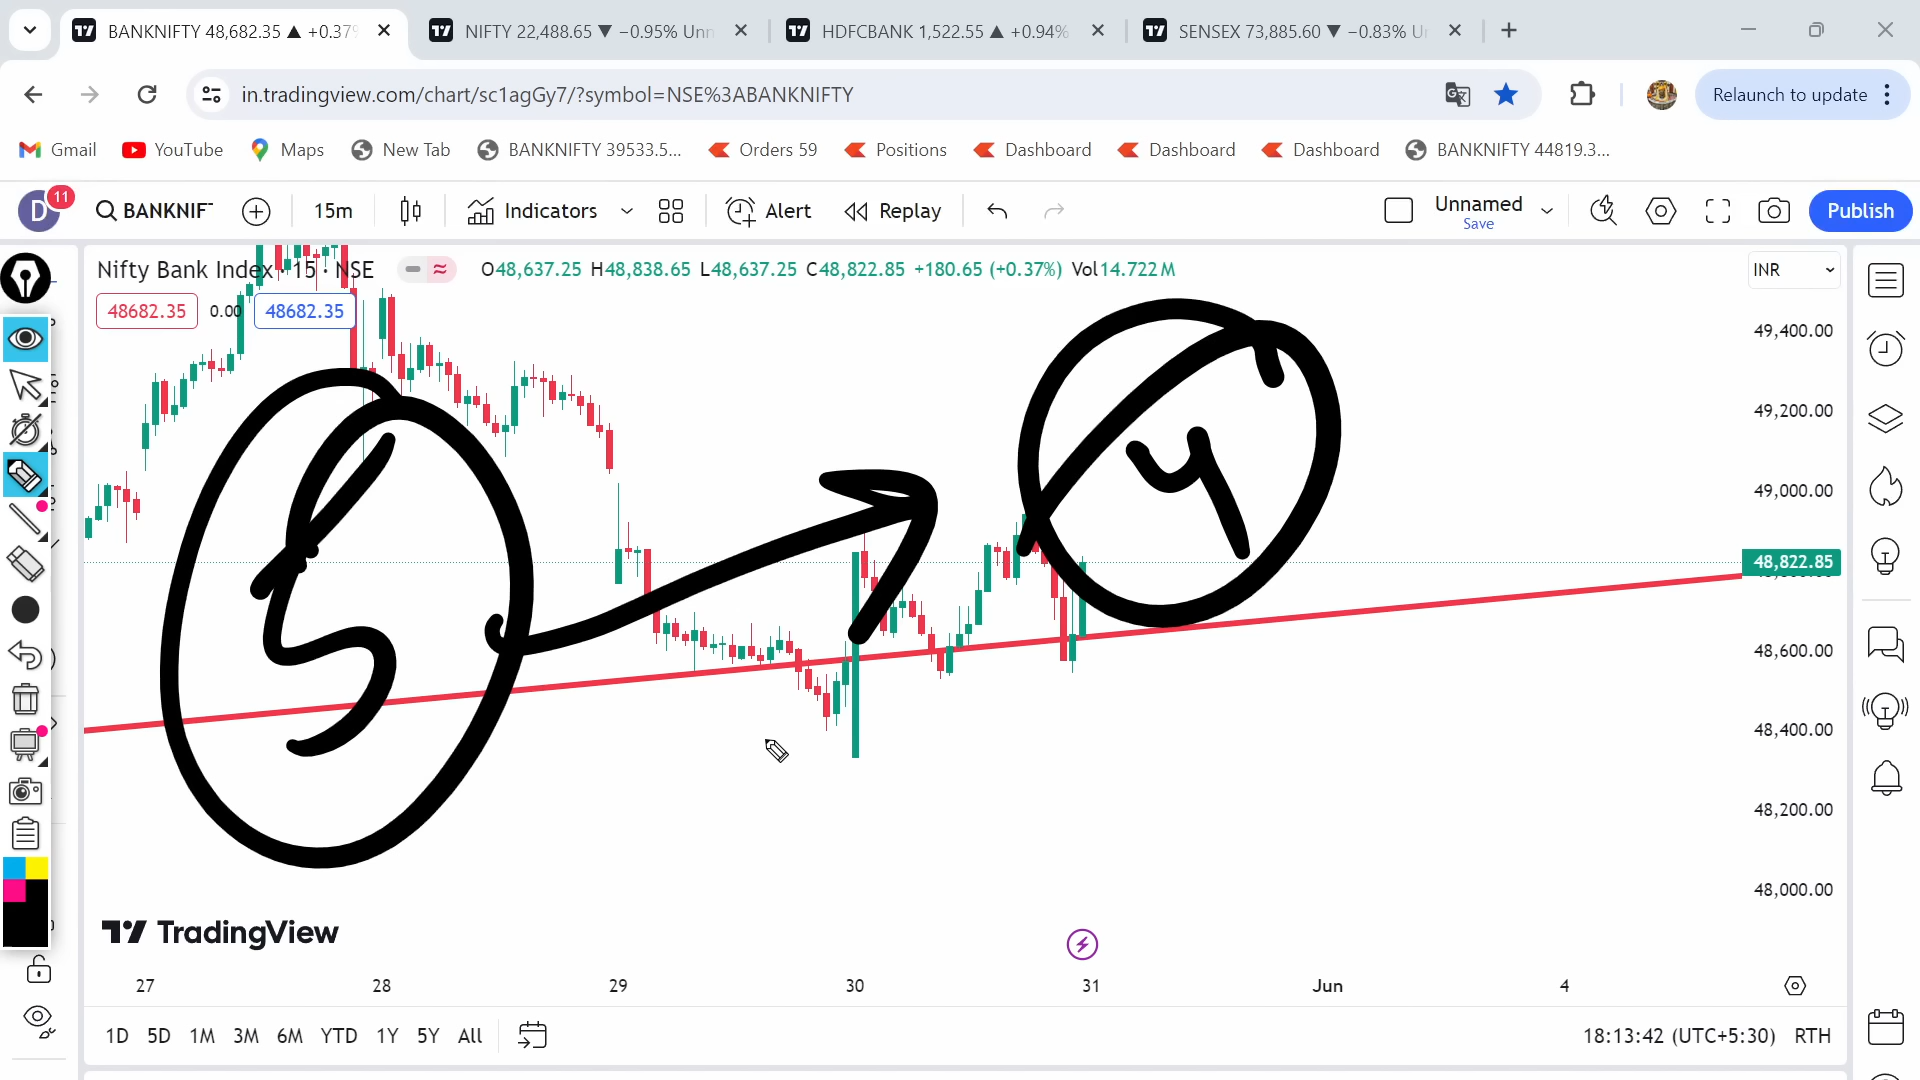 BANKNIFTY 48,682.35 ▲ +0.37%
NIFTY 22,488.65 ▼ −0.95% Unn
HDFCBANK 1,522.55 ▲ +0.94%
SENSEX 73,885.60 ▼ −0.83% U
in.tradingview.com/chart/sc1agGy7/?symbol=NSE%3ABANKNIFTY
Relaunch to update
Gmail YouTube Maps New Tab BANKNIFTY 39533.5... Orders 59 Positions Dashboard Dashboard Dashboard BANKNIFTY 44819.3...
D 11 BANKNIF 15m Indicators Alert Replay Unnamed Save Publish
Nifty Bank Index · 15 · NSE O48,637.25 H48,838.65 L48,637.25 C48,822.85 +180.65 (+0.37%) Vol14.722 M INR
48682.35 0.00 48682.35
49,400.00
49,200.00
5 4
49,000.00
48,822.85
48,600.00
48,400.00
48,200.00
48,000.00
TradingView
27 28 29 30 31 Jun 4
1D 5D 1M 3M 6M YTD 1Y 5Y All 18:13:42 (UTC+5:30) RTH